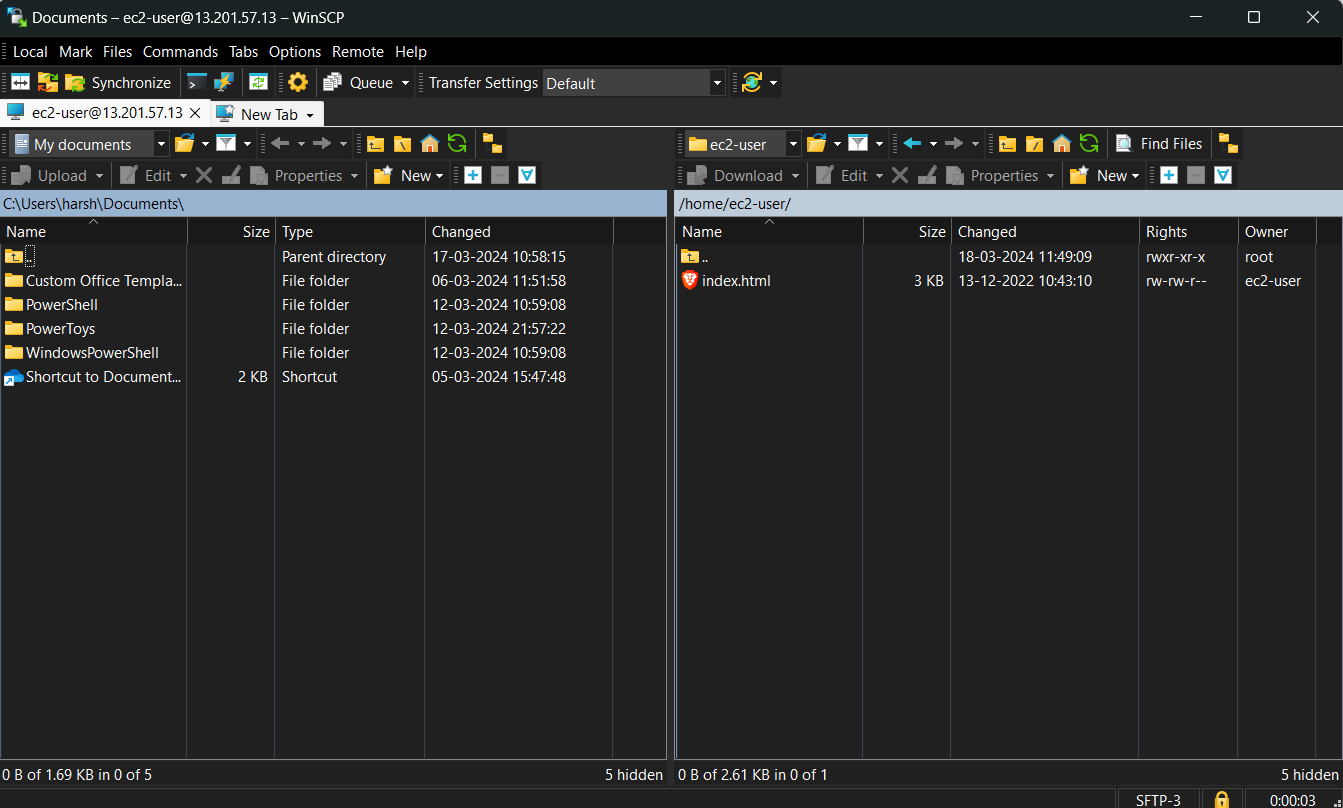 Documents – ec2-user@13.201.57.13 – WinSCP
Local Mark Files Commands Tabs Options Remote Help
Synchronize Queue Transfer Settings Default
ec2-user@13.201.57.13 New Tab
My documents
Upload Edit Properties New
C:\Users\harsh\Documents\
Name Size Type Changed
.. Parent directory 17-03-2024 10:58:15
Custom Office Templa... File folder 06-03-2024 11:51:58
PowerShell File folder 12-03-2024 10:59:08
PowerToys File folder 12-03-2024 21:57:22
WindowsPowerShell File folder 12-03-2024 10:59:08
Shortcut to Document... 2 KB Shortcut 05-03-2024 15:47:48
0 B of 1.69 KB in 0 of 5 5 hidden
ec2-user Find Files
Download Edit Properties New
/home/ec2-user/
Name Size Changed Rights Owner
.. 18-03-2024 11:49:09 rwxr-xr-x root
index.html 3 KB 13-12-2022 10:43:10 rw-rw-r-- ec2-user
0 B of 2.61 KB in 0 of 1 5 hidden
SFTP-3 0:00:03